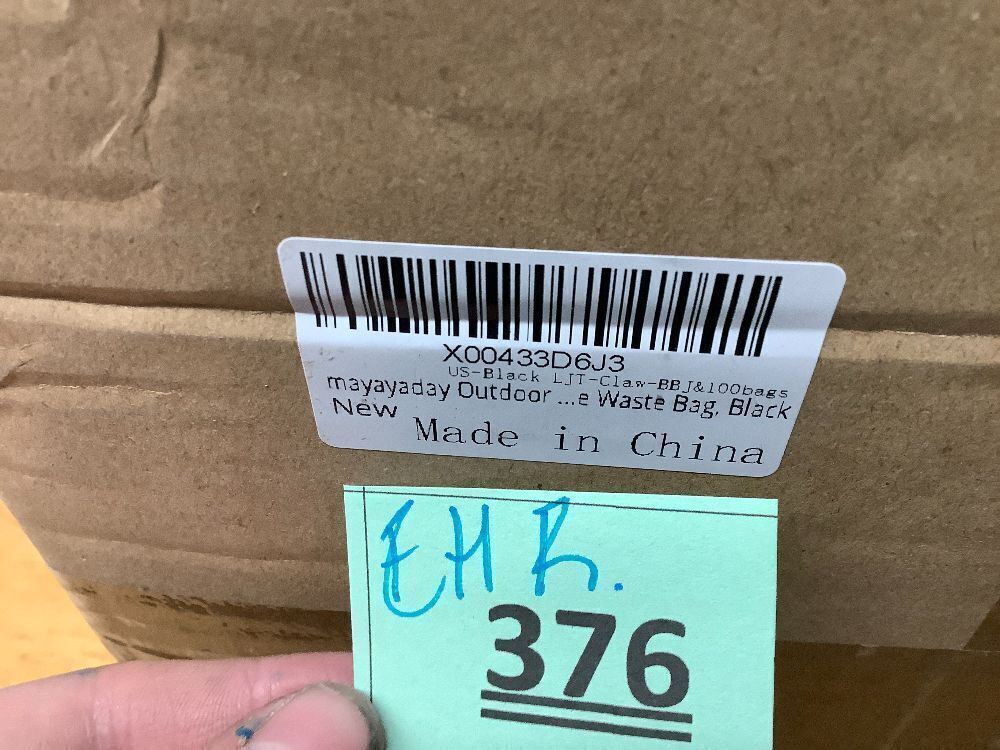 X00433D6J3
US-Black LJT-Claw-BBJ&100bags
mayayaday Outdoor ...e Waste Bag, Black
New
Made in China
EHR.
376